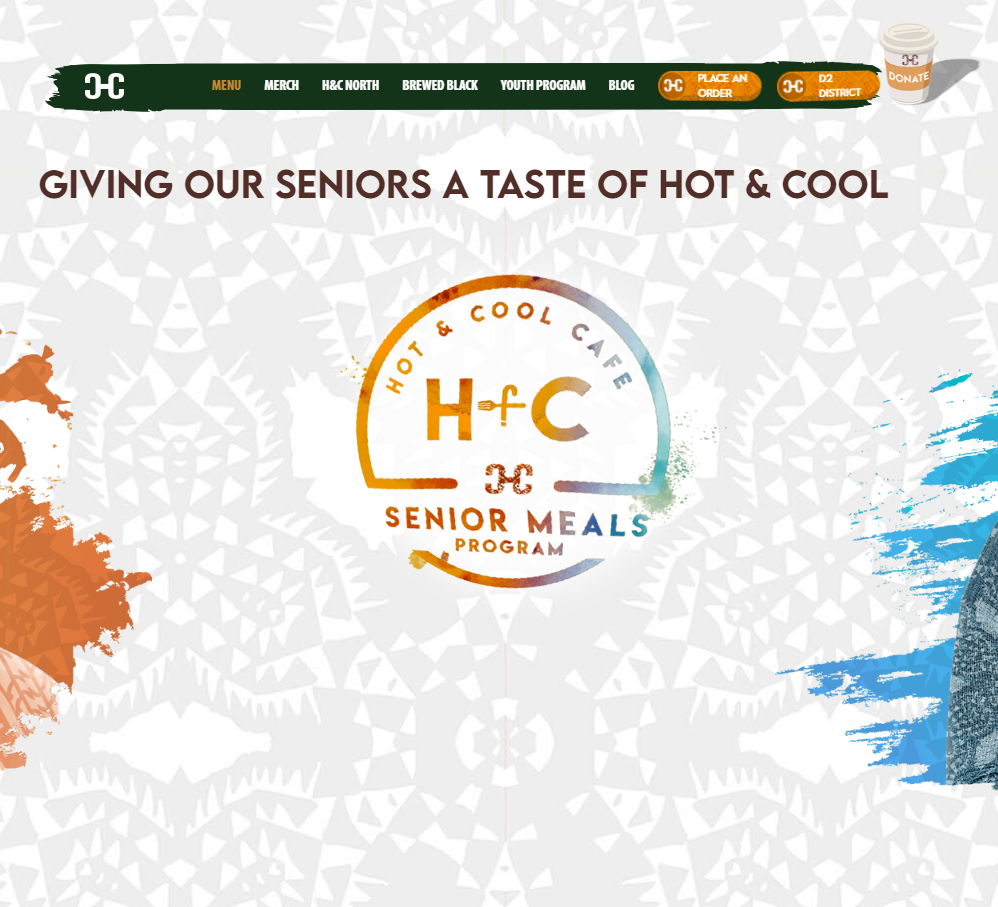 MENU
MERCH
H&C NORTH
BREWED BLACK
YOUTH PROGRAM
BLOG
PLACE AN
ORDER
D2
DISTRICT
DONATE
GIVING OUR SENIORS A TASTE OF HOT & COOL
HOT & COOL CAFE
H C
SENIOR MEALS
PROGRAM